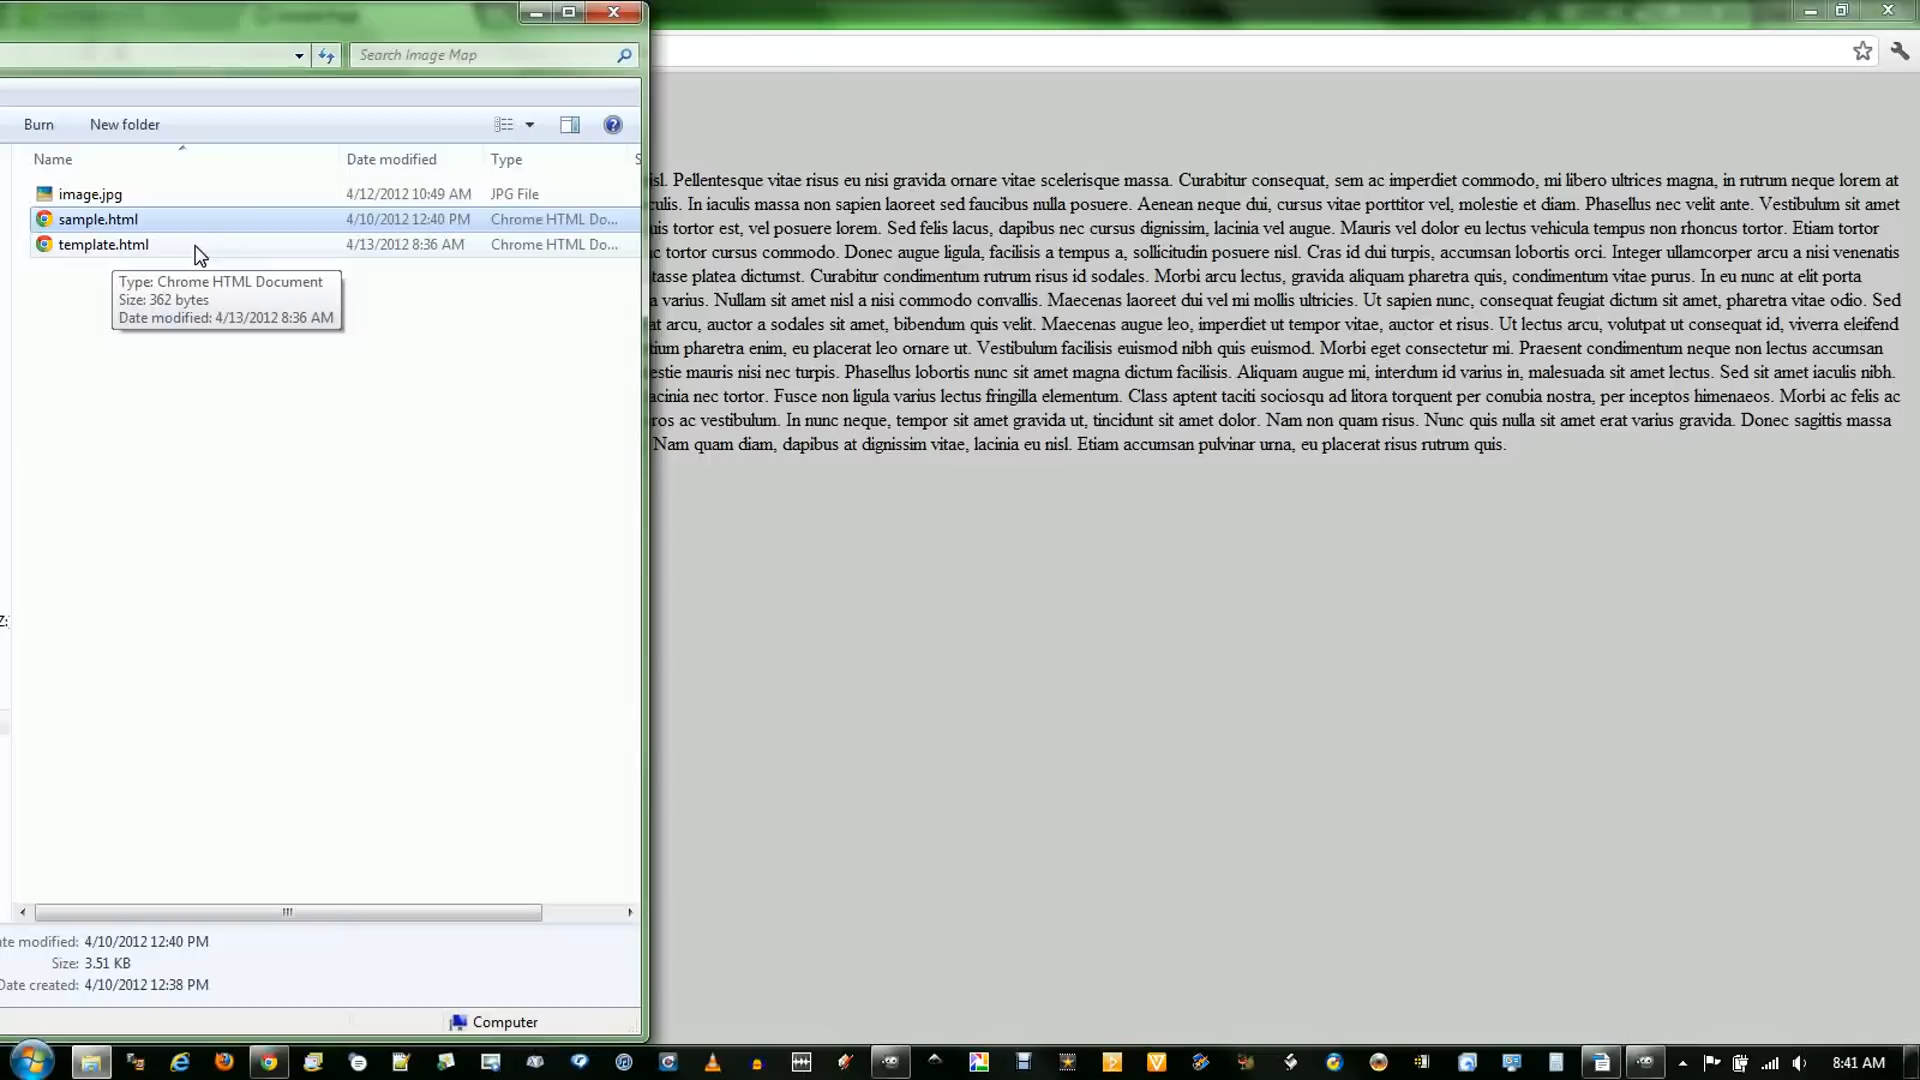 Search Image Map
Burn
New folder
Name
Date modified
Type
image.jpg
4/12/2012 10:49 AM
JPG File
sample.html
4/10/2012 12:40 PM
Chrome HTML Do...
template.html
4/13/2012 8:36 AM
Chrome HTML Do...
Type: Chrome HTML Document
Size: 362 bytes
Date modified: 4/13/2012 8:36 AM
Z:
ate modified: 4/10/2012 12:40 PM
Size: 3.51 KB
Date created: 4/10/2012 12:38 PM
Computer
isl. Pellentesque vitae risus eu nisi gravida ornare vitae scelerisque massa. Curabitur consequat, sem ac imperdiet commodo, mi libero ultrices magna, in rutrum neque lorem at
culis. In iaculis massa non sapien laoreet sed faucibus nulla posuere. Aenean neque dui, cursus vitae porttitor vel, molestie et diam. Phasellus nec velit ante. Vestibulum sit amet
uis tortor est, vel posuere lorem. Sed felis lacus, dapibus nec cursus dignissim, lacinia vel augue. Mauris vel dolor eu lectus vehicula tempus non rhoncus tortor. Etiam tortor
c tortor cursus commodo. Donec augue ligula, facilisis a tempus a, sollicitudin posuere nisl. Cras id dui turpis, accumsan lobortis orci. Integer ullamcorper arcu a nisi venenatis
tasse platea dictumst. Curabitur condimentum rutrum risus id sodales. Morbi arcu lectus, gravida aliquam pharetra quis, condimentum vitae purus. In eu nunc at elit porta
a varius. Nullam sit amet nisl a nisi commodo convallis. Maecenas laoreet dui vel mi mollis ultricies. Ut sapien nunc, consequat feugiat dictum sit amet, pharetra vitae odio. Sed
at arcu, auctor a sodales sit amet, bibendum quis velit. Maecenas augue leo, imperdiet ut tempor vitae, auctor et risus. Ut lectus arcu, volutpat ut consequat id, viverra eleifend
tium pharetra enim, eu placerat leo ornare ut. Vestibulum facilisis euismod nibh quis euismod. Morbi eget consectetur mi. Praesent condimentum neque non lectus accumsan
estie mauris nisi nec turpis. Phasellus lobortis nunc sit amet magna dictum facilisis. Aliquam augue mi, interdum id varius in, malesuada sit amet lectus. Sed sit amet iaculis nibh.
acinia nec tortor. Fusce non ligula varius lectus fringilla elementum. Class aptent taciti sociosqu ad litora torquent per conubia nostra, per inceptos himenaeos. Morbi ac felis ac
ros ac vestibulum. In nunc neque, tempor sit amet gravida ut, tincidunt sit amet dolor. Nam non quam risus. Nunc quis nulla sit amet erat varius gravida. Donec sagittis massa
Nam quam diam, dapibus at dignissim vitae, lacinia eu nisl. Etiam accumsan pulvinar urna, eu placerat risus rutrum quis.
8:41 AM